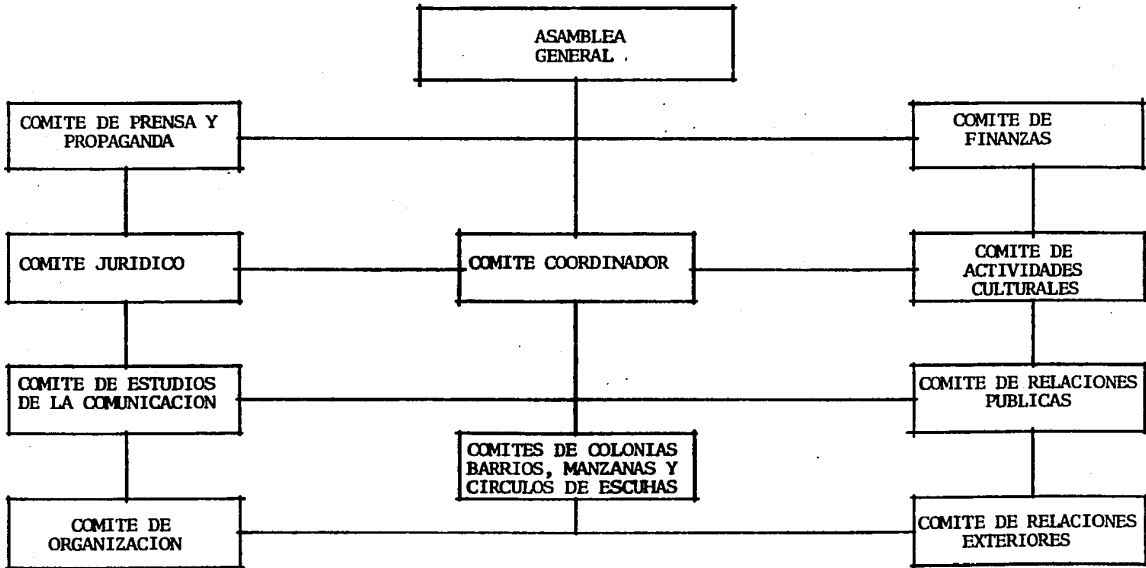 ASAMBLEA
GENERAL
COMITE DE PRENSA Y
PROPAGANDA
COMITE DE
FINANZAS
COMITE JURIDICO
COMITE COORDINADOR
COMITE DE
ACTIVIDADES
CULTURALES
COMITE DE ESTUDIOS
DE LA COMUNICACION
COMITE DE RELACIONES
PUBLICAS
COMITES DE COLONIAS
BARRIOS, MANZANAS Y
CIRCULOS DE ESCUHAS
COMITE DE
ORGANIZACION
COMITE DE RELACIONES
EXTERIORES